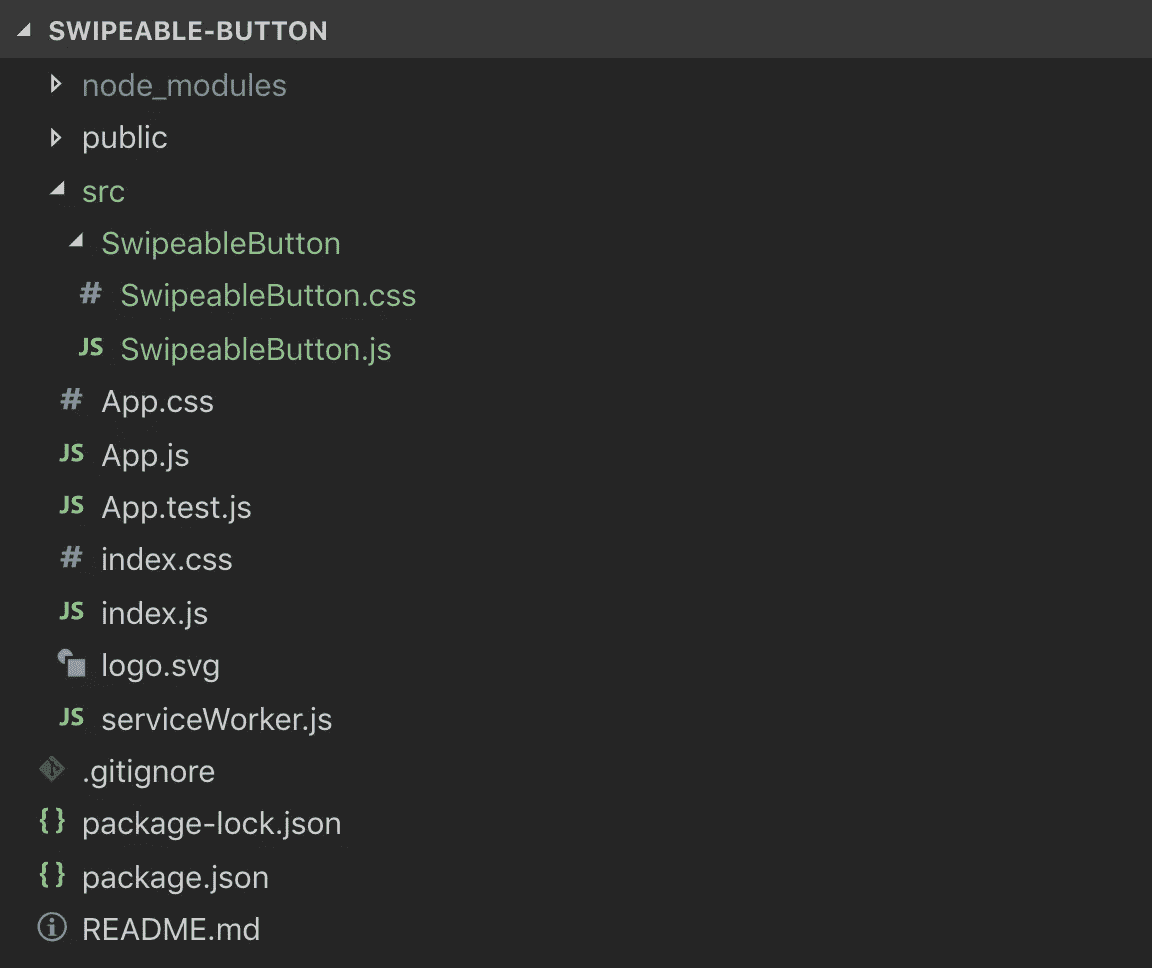 SWIPEABLE-BUTTON
node_modules
public
src
SwipeableButton
# SwipeableButton.css
JS SwipeableButton.js
# App.css
JS App.js
JS App.test.js
# index.css
JS index.js
logo.svg
JS serviceWorker.js
.gitignore
{} package-lock.json
{} package.json
README.md